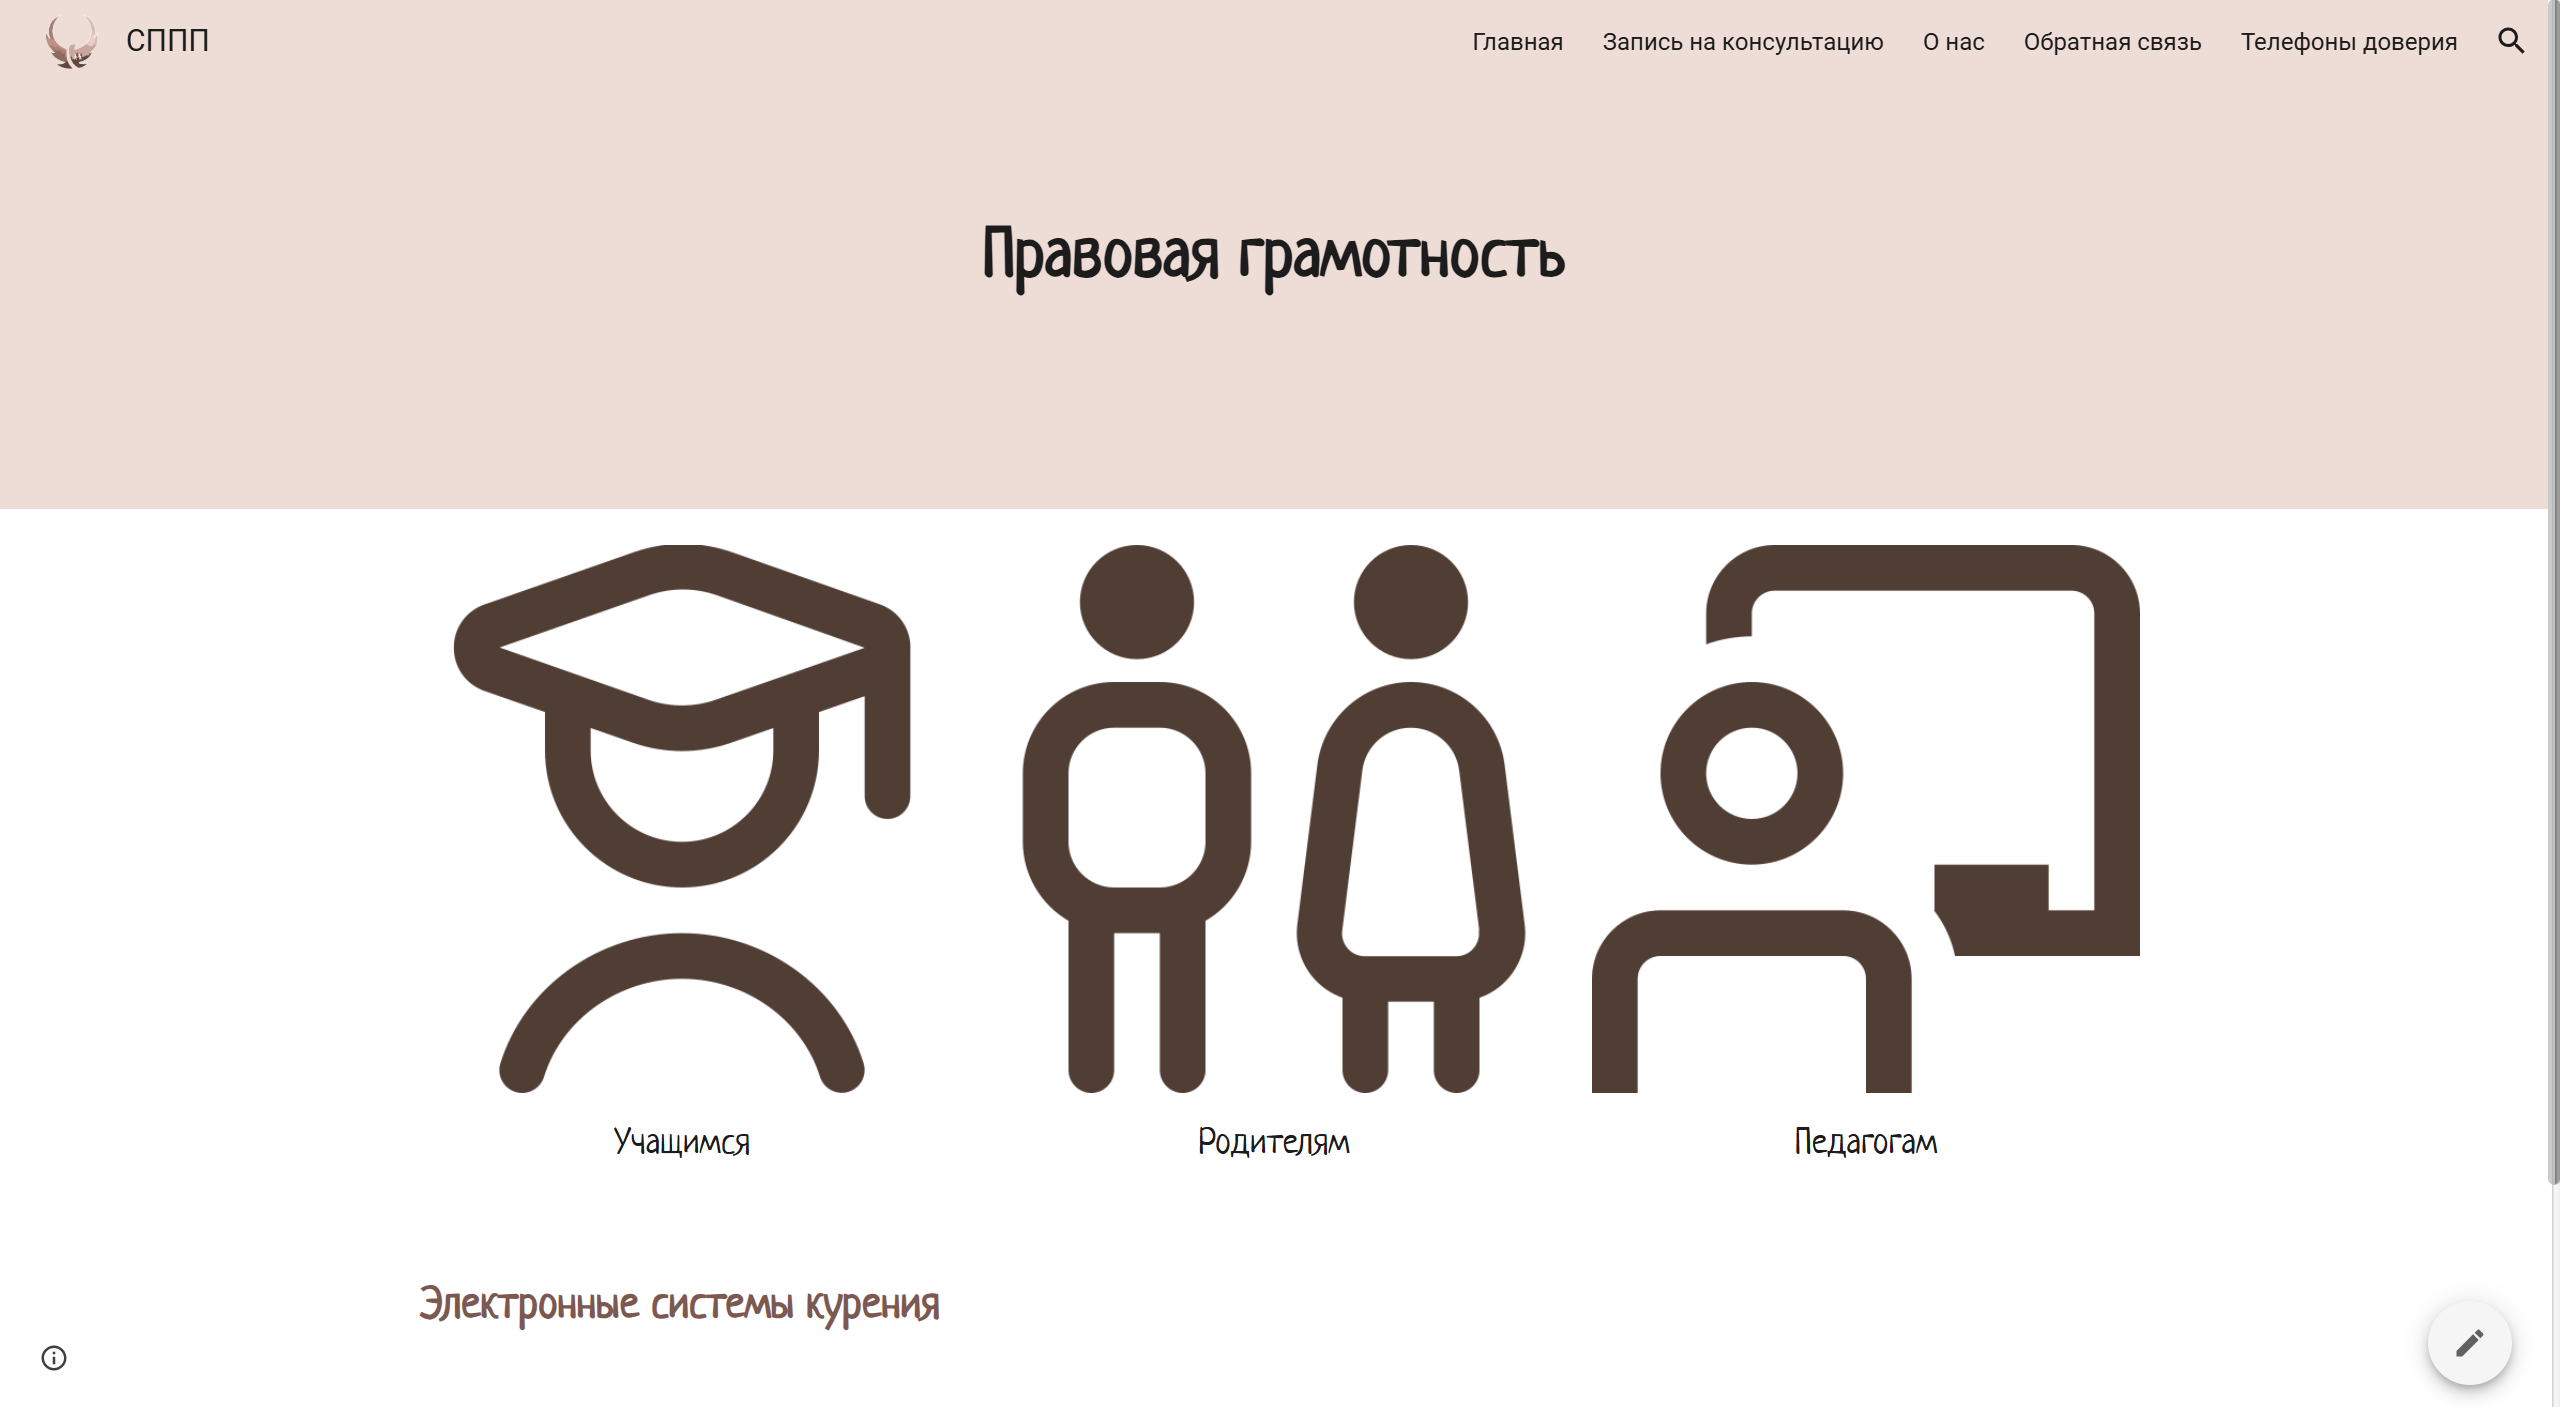 СППП
Главная
Запись на консультацию
О нас
Обратная связь
Телефоны доверия
Правовая грамотность
Учащимся
Родителям
Педагогам
Электронные системы курения